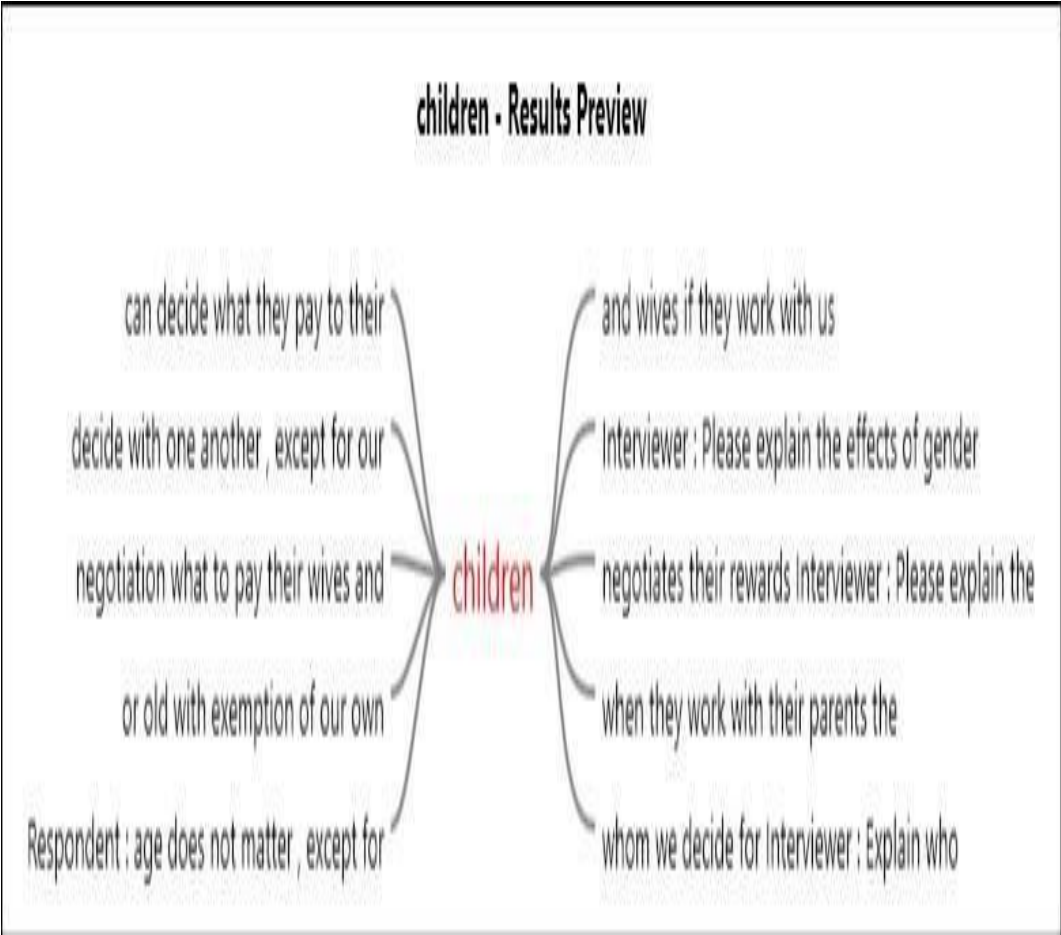 children - Results Preview
can decide what they pay to their
decide with one another , except for our
negotiation what to pay their wives and
or old with exemption of our own
Respondent : age does not matter , except for
children
and wives if they work with us
Interviewer : Please explain the effects of gender
negotiates their rewards Interviewer : Please explain the
when they work with their parents the
whom we decide for Interviewer : Explain who